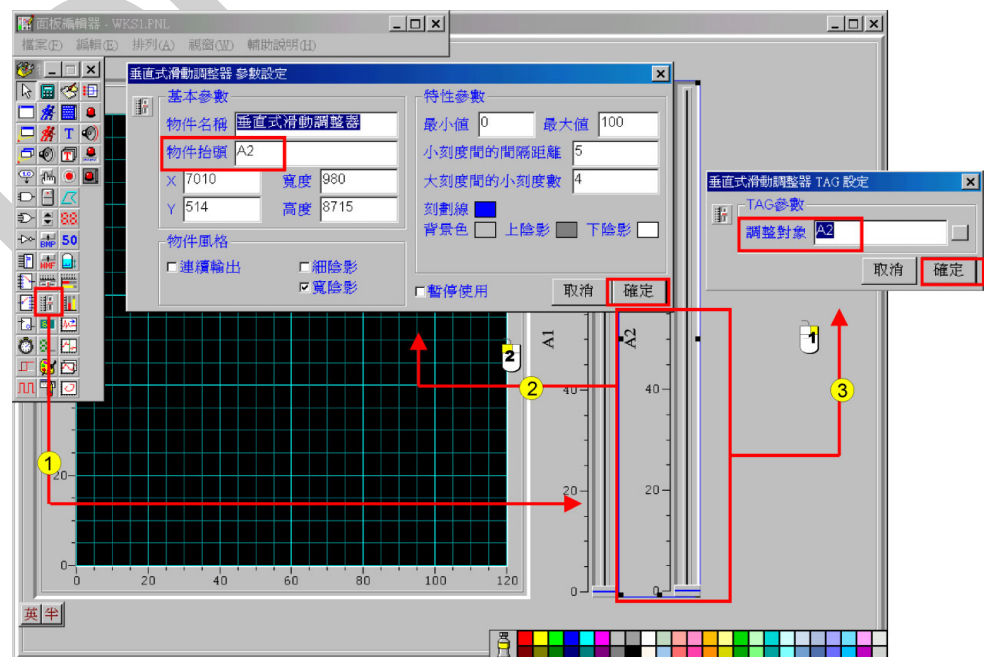 面板編輯器 - WKS1.PNL
檔案(F) 編輯(E) 排列(A) 視窗(W) 輔助說明(H)
垂直式滑動調整器 參數設定
基本參數
物件名稱 垂直式滑動調整器
物件抬頭 A2
X 7010 寬度 980
Y 514 高度 8715
物件風格
連續輸出 細陰影
寬陰影
特性參數
最小值 0 最大值 100
小刻度間的間隔距離 5
大刻度間的小刻度數 4
刻劃線
背景色 上陰影 下陰影
暫停使用 取消 確定
垂直式滑動調整器 TAG 設定
TAG參數
調整對象 A2
取消 確定
T
BMP 50
WMF
A1
A2
1
2
2
3
1
40
40
20
20
20
0
0
0
0 20 40 60 80 100 120
英 半